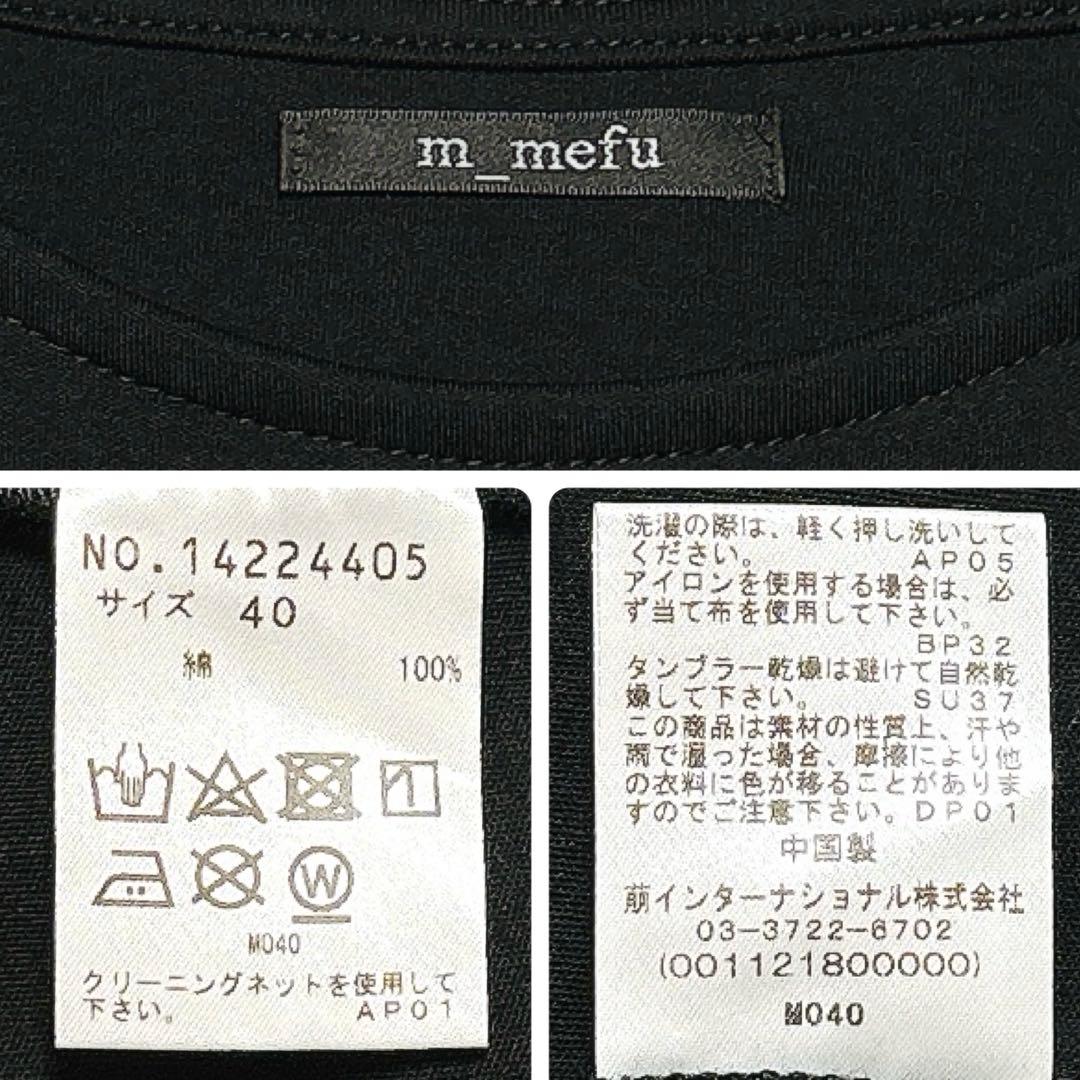 m_mefu
NO.14224405
サイズ 40
綿 100%
W
M040
クリーニングネットを使用して
下さい。 AP01
洗濯の際は、軽く押し洗いして
ください。 AP05
アイロンを使用する場合は、必
ず当て布を使用して下さい。
BP32
タンブラー乾燥は避けて自然乾
燥して下さい。 SU37
この商品は素材の性質上、汗や
雨で湿った場合、摩擦により他
の衣料に色が移ることがありま
すのでご注意下さい。DP01
中国製
前インターナショナル株式会社
03-3722-6702
(001121800000)
M040